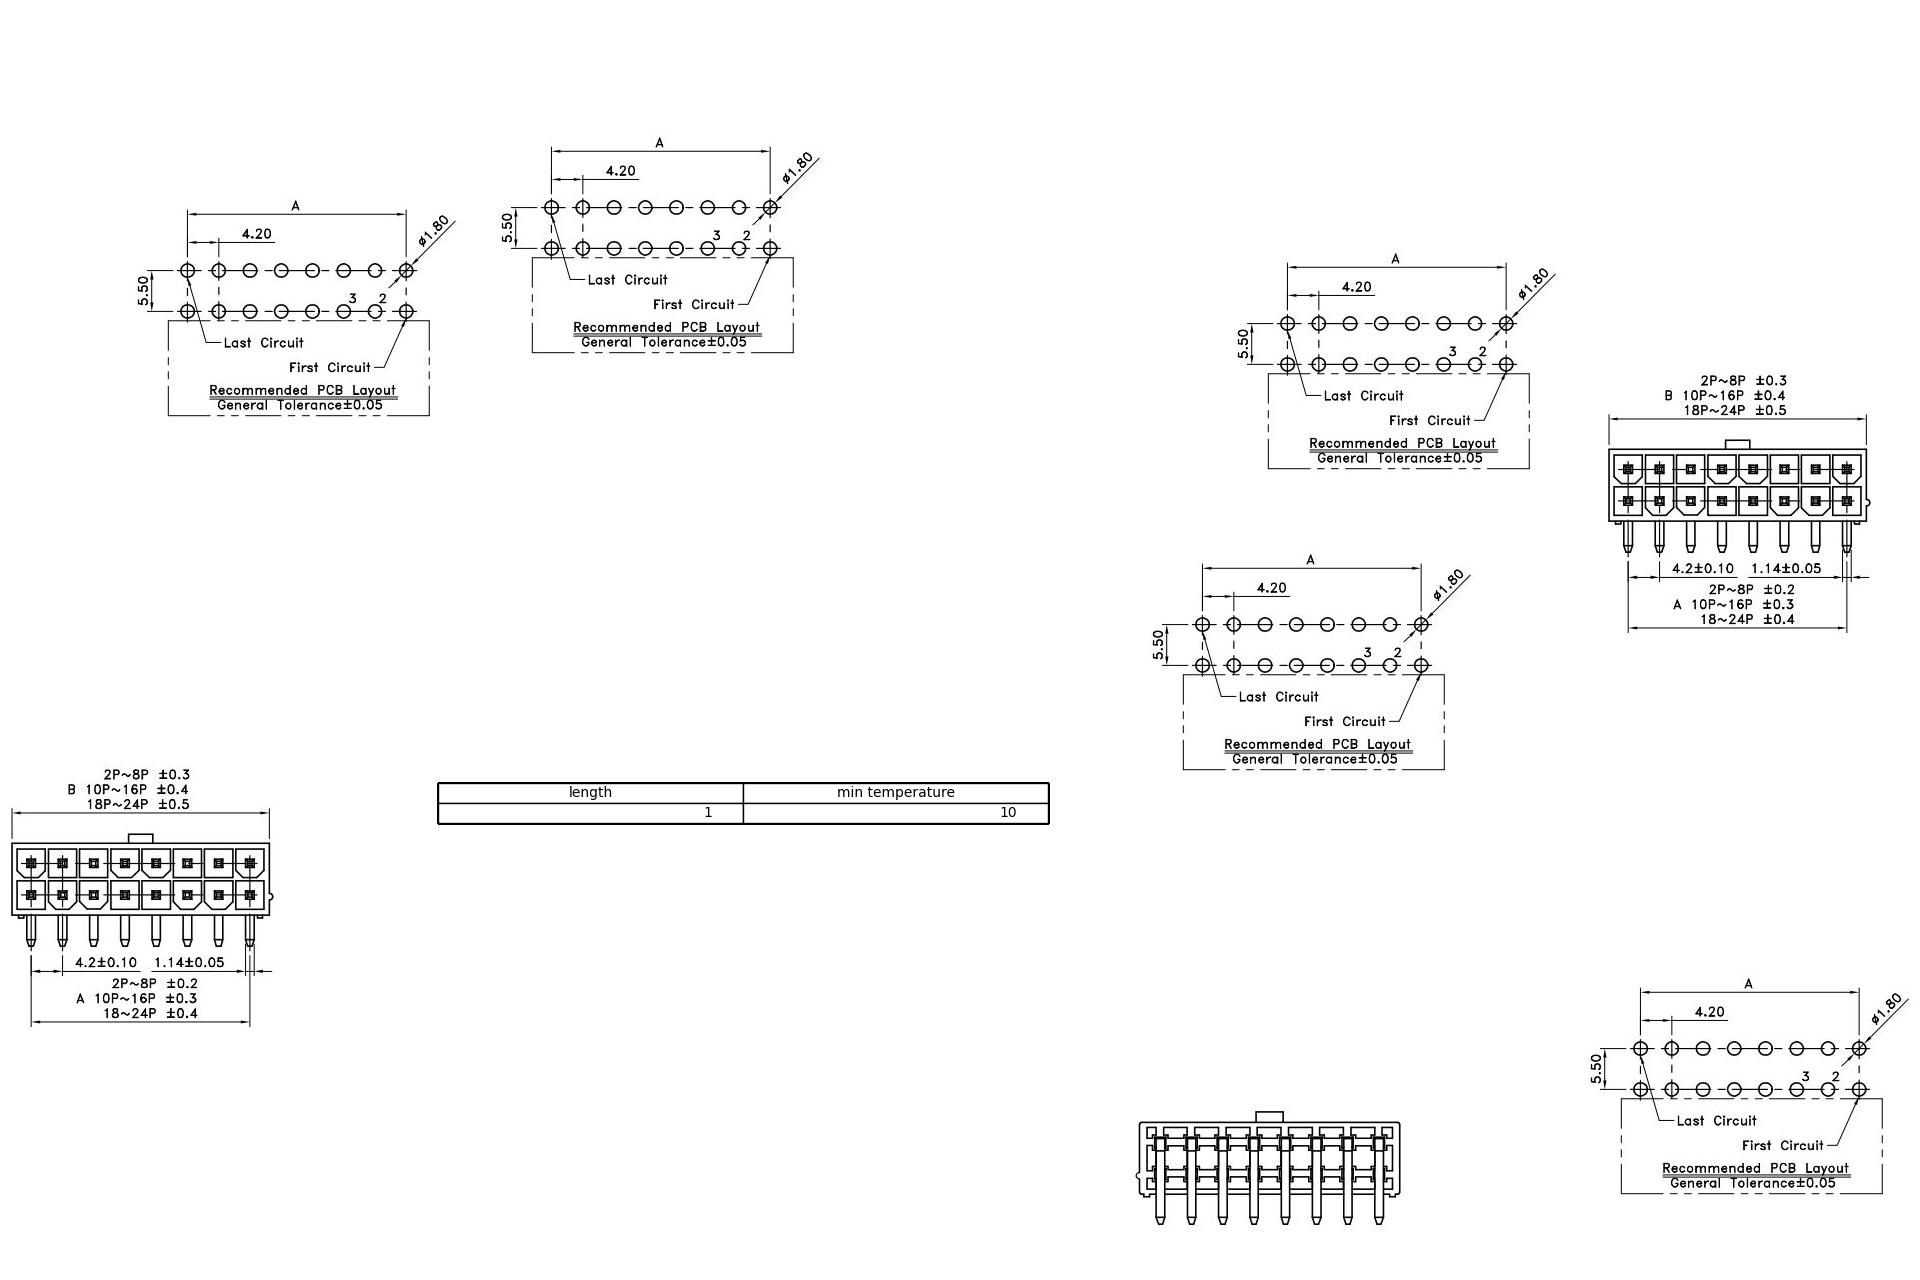 A
4.20
ø1.80
5.50
3 2
Last Circuit
First Circuit
Recommended PCB Layout
General Tolerance±0.05
A
4.20
ø1.80
5.50
3 2
Last Circuit
First Circuit
Recommended PCB Layout
General Tolerance±0.05
A
4.20
ø1.80
5.50
3 2
Last Circuit
First Circuit
Recommended PCB Layout
General Tolerance±0.05
2P~8P ±0.3
B 10P~16P ±0.4
18P~24P ±0.5
4.2±0.10 1.14±0.05
2P~8P ±0.2
A 10P~16P ±0.3
18~24P ±0.4
A
4.20
ø1.80
5.50
3 2
Last Circuit
First Circuit
Recommended PCB Layout
General Tolerance±0.05
2P~8P ±0.3
B 10P~16P ±0.4
18P~24P ±0.5
4.2±0.10 1.14±0.05
2P~8P ±0.2
A 10P~16P ±0.3
18~24P ±0.4
length min temperature
1 10
A
4.20
ø1.80
5.50
3 2
Last Circuit
First Circuit
Recommended PCB Layout
General Tolerance±0.05